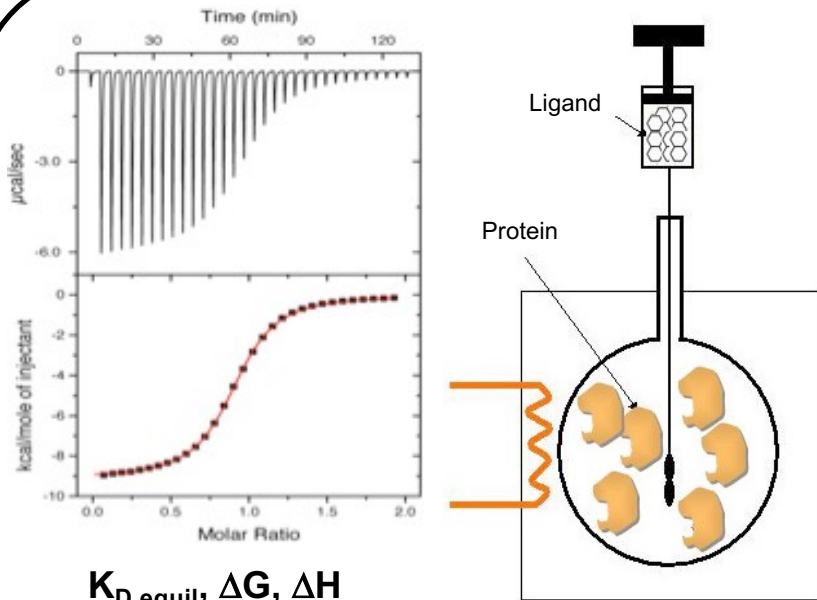 Time (min)
0 30 60 90 120
0
-3.0
-6.0
µcal/sec
0
-2
-4
-6
-8
-10
kcal/mole of injectant
0.0 0.5 1.0 1.5 2.0
Molar Ratio
K_D equil, ΔG, ΔH
Ligand
Protein